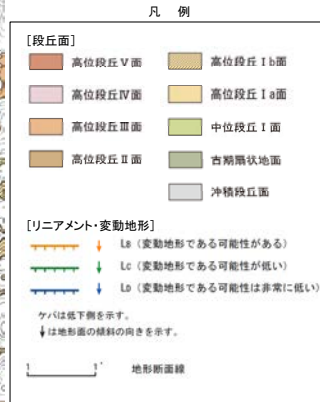 凡 例
[段丘面]
高位段丘Ⅴ面
高位段丘Ⅳ面
高位段丘Ⅲ面
高位段丘Ⅱ面
高位段丘Ⅰb面
高位段丘Ⅰa面
中位段丘Ⅰ面
古期扇状地面
沖積段丘面
[リニアメント・変動地形]
LB (変動地形である可能性がある)
LC (変動地形である可能性が低い)
LD (変動地形である可能性は非常に低い)
ケバは低下側を示す。
↓は地形面の傾斜の向きを示す。
1 1' 地形断面線